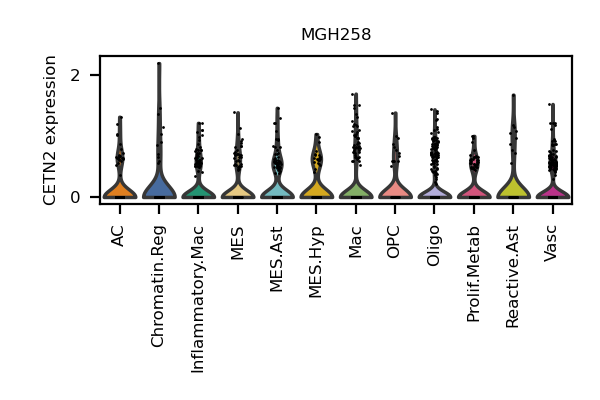 MGH258
CETN2 expression
2
0
AC
Chromatin.Reg
Inflammatory.Mac
MES
MES.Ast
MES.Hyp
Mac
OPC
Oligo
Prolif.Metab
Reactive.Ast
Vasc